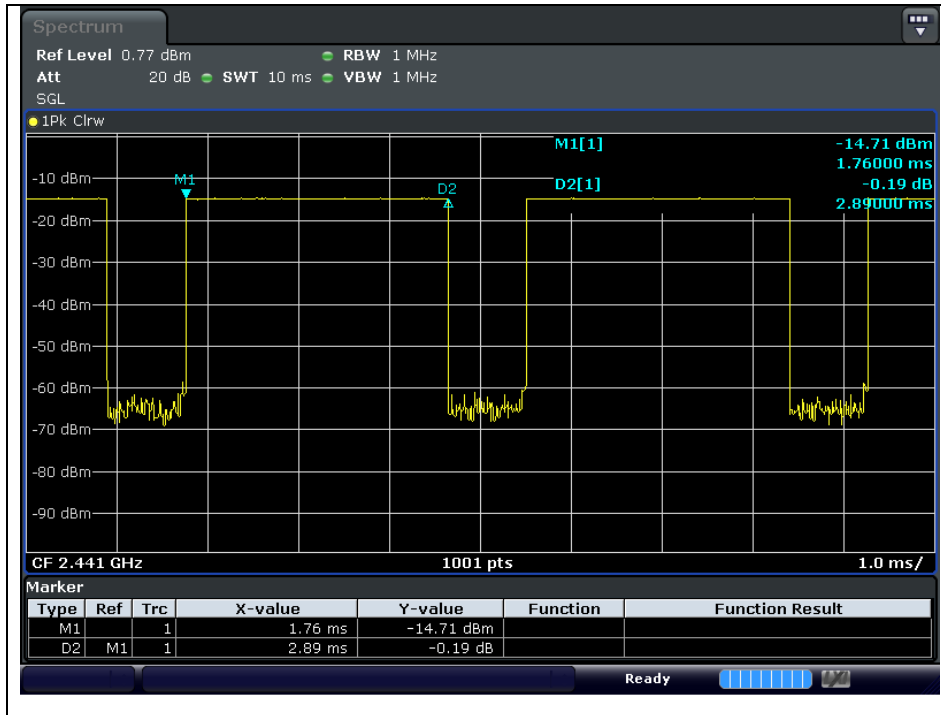 Spectrum
Ref Level 0.77 dBm RBW 1 MHz
Att 20 dB SWT 10 ms VBW 1 MHz
SGL
1Pk Clrw
M1[1] -14.71 dBm
1.76000 ms
D2[1] -0.19 dB
2.89000 ms
M1
D2
-10 dBm
-20 dBm
-30 dBm
-40 dBm
-50 dBm
-60 dBm
-70 dBm
-80 dBm
-90 dBm
CF 2.441 GHz 1001 pts 1.0 ms/
Marker
Type Ref Trc X-value Y-value Function Function Result
M1 1 1.76 ms -14.71 dBm
D2 M1 1 2.89 ms -0.19 dB
Ready